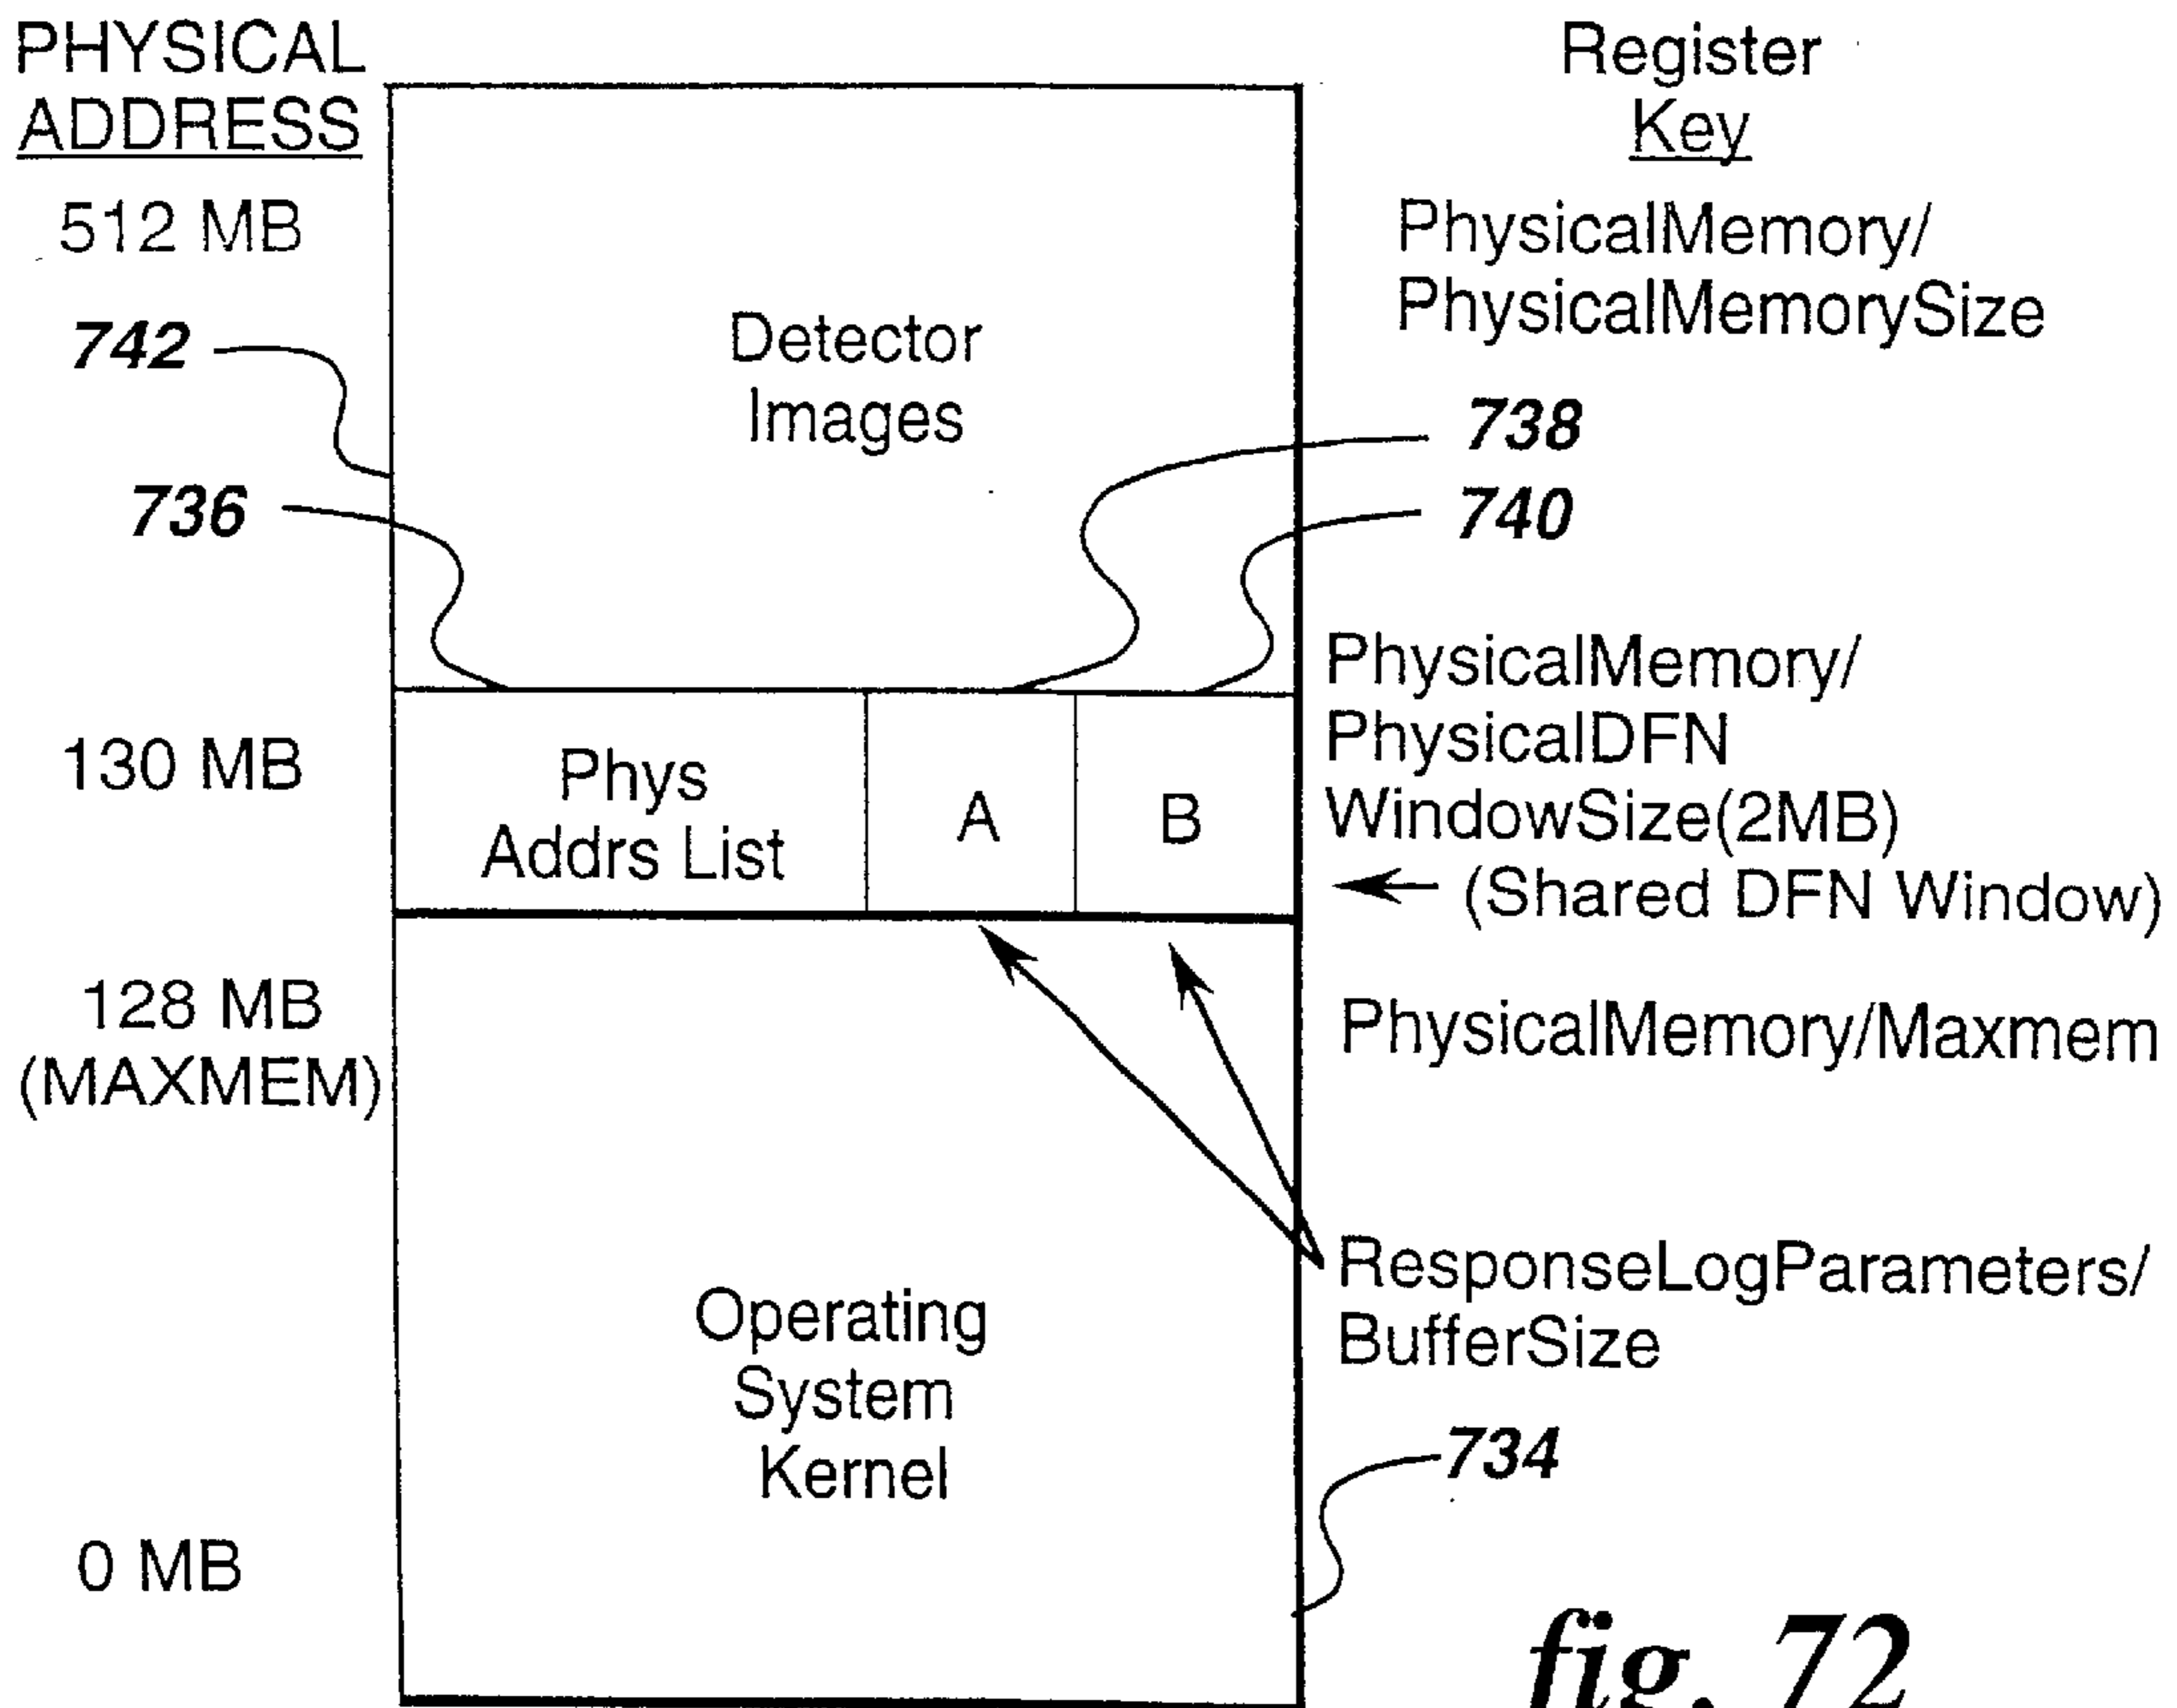 PHYSICAL
ADDRESS
512 MB
742
736
130 MB
128 MB
(MAXMEM)
0 MB
Detector
Images
Phys
Addrs List
A
B
Operating
System
Kernel
Register
Key
PhysicalMemory/
PhysicalMemorySize
738
740
PhysicalMemory/
PhysicalDFN
WindowSize(2MB)
(Shared DFN Window)
PhysicalMemory/Maxmem
ResponseLogParameters/
BufferSize
734
fig. 72